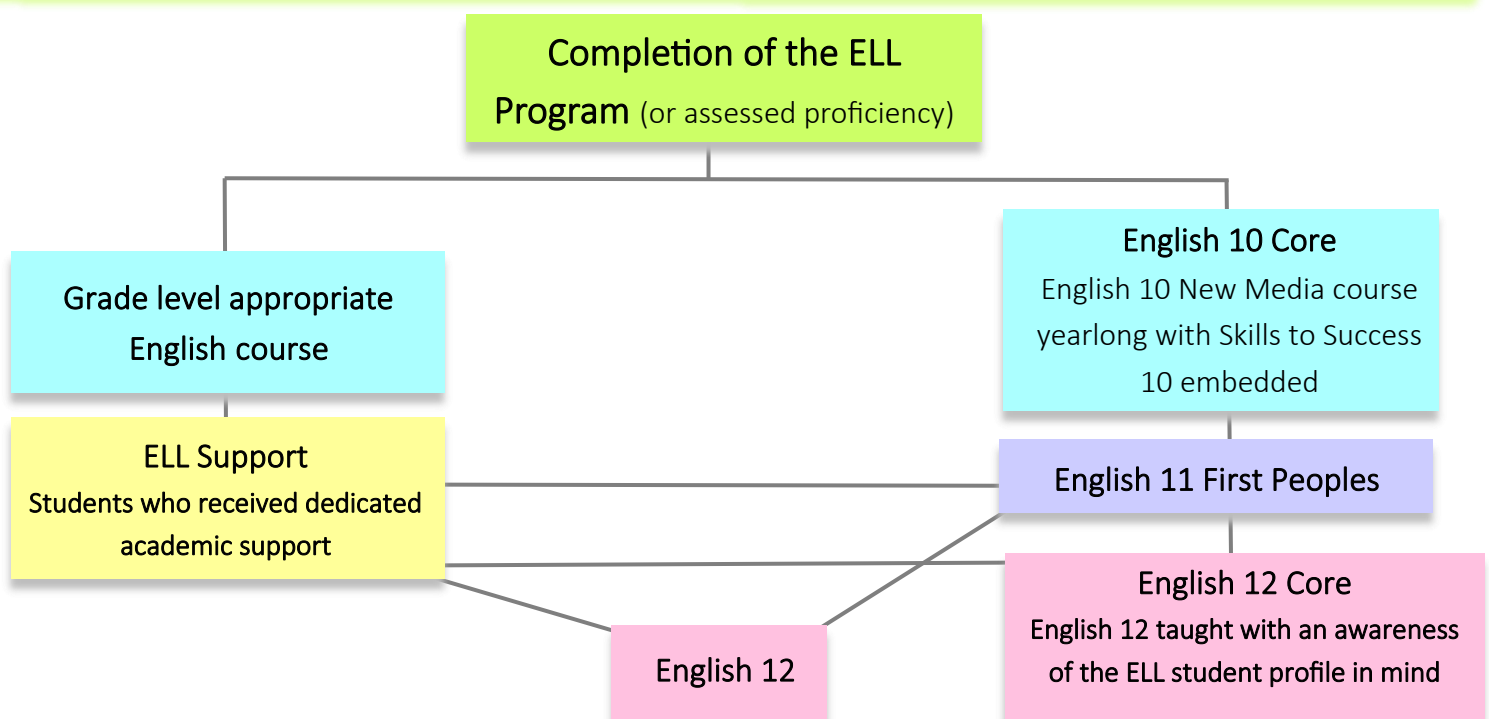 Completion of the ELL
Program (or assessed proficiency)
Grade level appropriate
English course
English 10 Core
English 10 New Media course
yearlong with Skills to Success
10 embedded
ELL Support
Students who received dedicated
academic support
English 11 First Peoples
English 12 Core
English 12 taught with an awareness
of the ELL student profile in mind
English 12